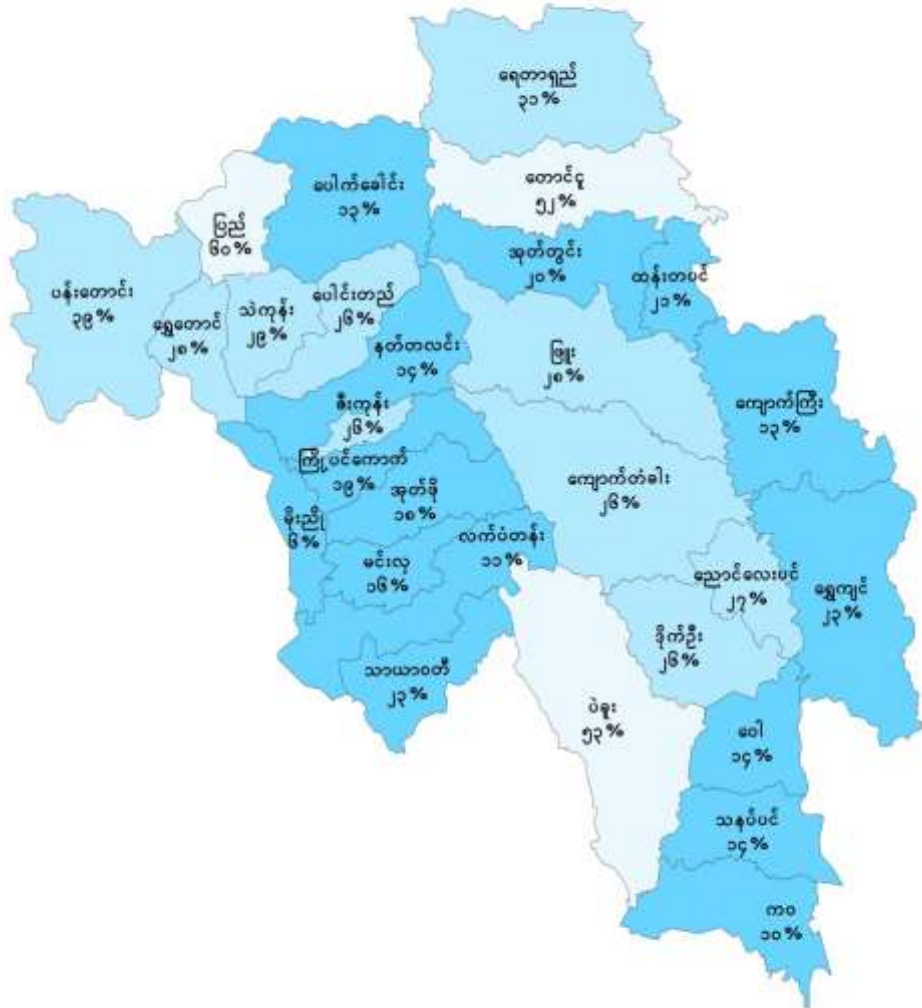 ရေတာရှည်
၃၁ %
တောင်ငူ
၅၂ %
ပေါက်ခေါင်း
၁၃ %
ပြည်
၆၀ %
အုတ်တွင်း
၂၀ %
ထန်းတပင်
၂၁ %
ပန်းတောင်း
၃၉ %
ရွှေတောင်
၂၈ %
သဲကုန်း
၂၉ %
ပေါင်းတည်
၂၆ %
နတ်တလင်း
၁၄ %
ဖြူး
၂၈ %
ကျောက်ကြီး
၁၃ %
ဇီးကုန်း
၂၆ %
ကြို့ပင်ကောက်
၁၉ %
အုတ်ဖို
၁၈ %
ကျောက်တံခါး
၂၆ %
မိုးညို
၆ %
မင်းလှ
၁၆ %
လက်ပံတန်း
၁၁ %
ညောင်လေးပင်
၂၇ %
ရွှေကျင်
၂၃ %
ဒိုက်ဦး
၂၆ %
သာယာဝတီ
၂၃ %
ပဲခူး
၅၃ %
ဝေါ
၁၄ %
သနပ်ပင်
၁၄ %
ကဝ
၁၀ %